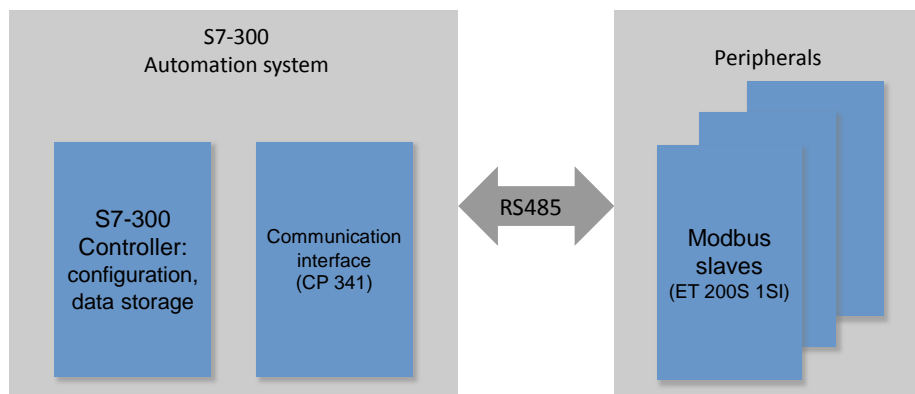 S7-300
Automation system
S7-300
Controller:
configuration,
data storage
Communication
interface
(CP 341)
RS485
Peripherals
Modbus
slaves
(ET 200S 1SI)